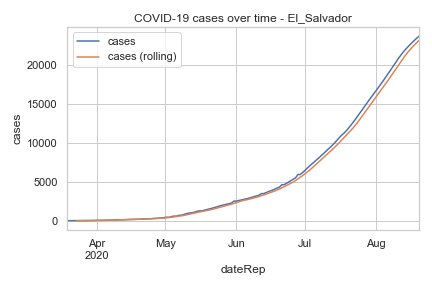 COVID-19 cases over time - El_Salvador
cases
cases (rolling)
cases
20000
15000
10000
5000
0
Apr
2020
May
Jun
Jul
Aug
dateRep